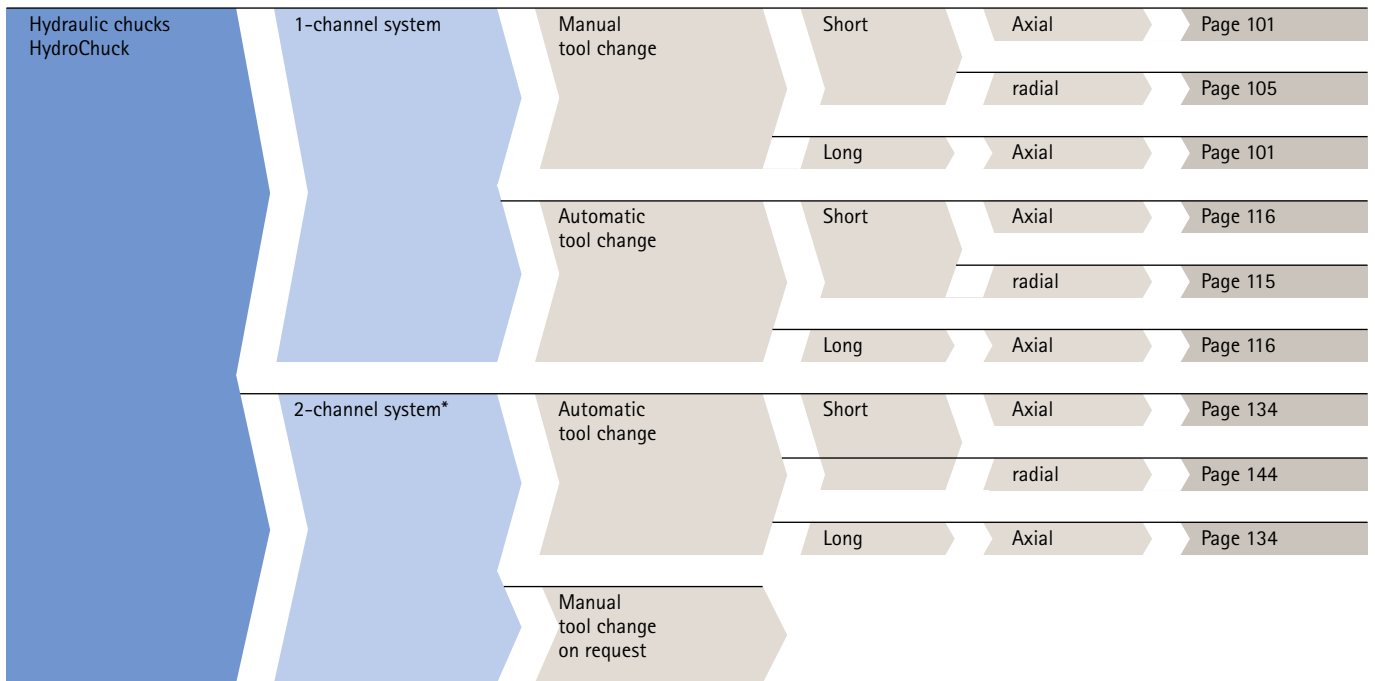 Hydraulic chucks
HydroChuck
1-channel system
Manual
tool change
Short
Axial
Page 101
radial
Page 105
Long
Axial
Page 101
Automatic
tool change
Short
Axial
Page 116
radial
Page 115
Long
Axial
Page 116
2-channel system*
Automatic
tool change
Short
Axial
Page 134
radial
Page 144
Long
Axial
Page 134
Manual
tool change
on request